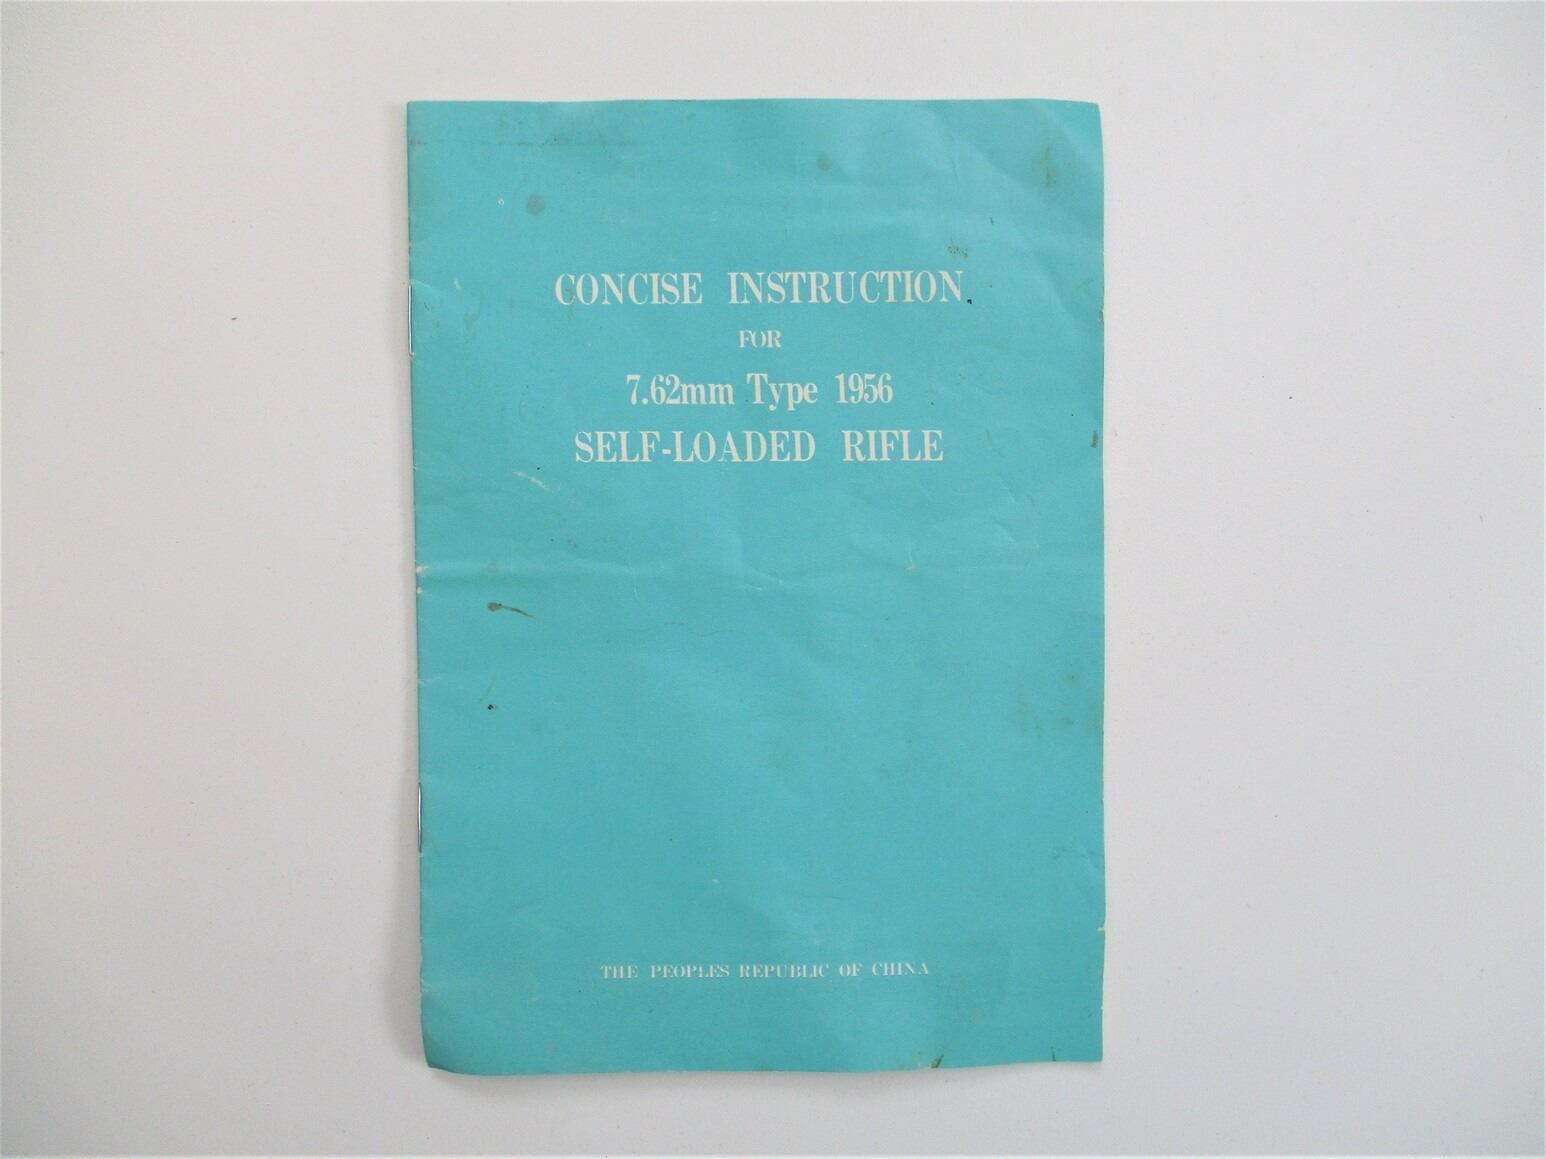 CONCISE INSTRUCTION
FOR
7.62mm Type 1956
SELF-LOADED RIFLE
THE PEOPLES REPUBLIC OF CHINA